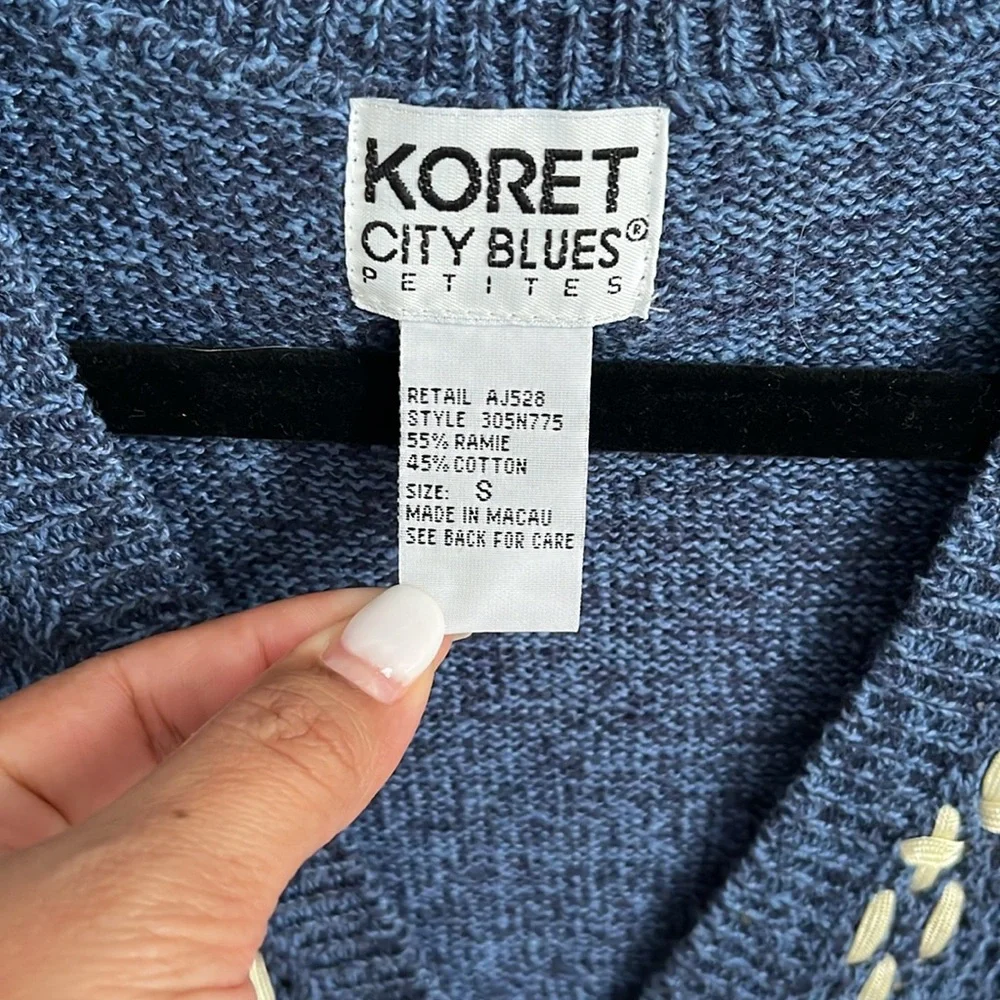 KORET
CITY BLUES®
PETITES
RETAIL AJ528
STYLE 305N775
55% RAMIE
45% COTTON
SIZE: S
MADE IN MACAU
SEE BACK FOR CARE